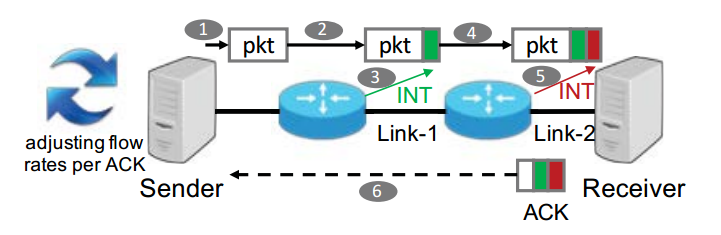 1
pkt
2
pkt
4
pkt
3
INT
5
INT
adjusting flow
rates per ACK
Link-1
Link-2
Sender
6
Receiver
ACK